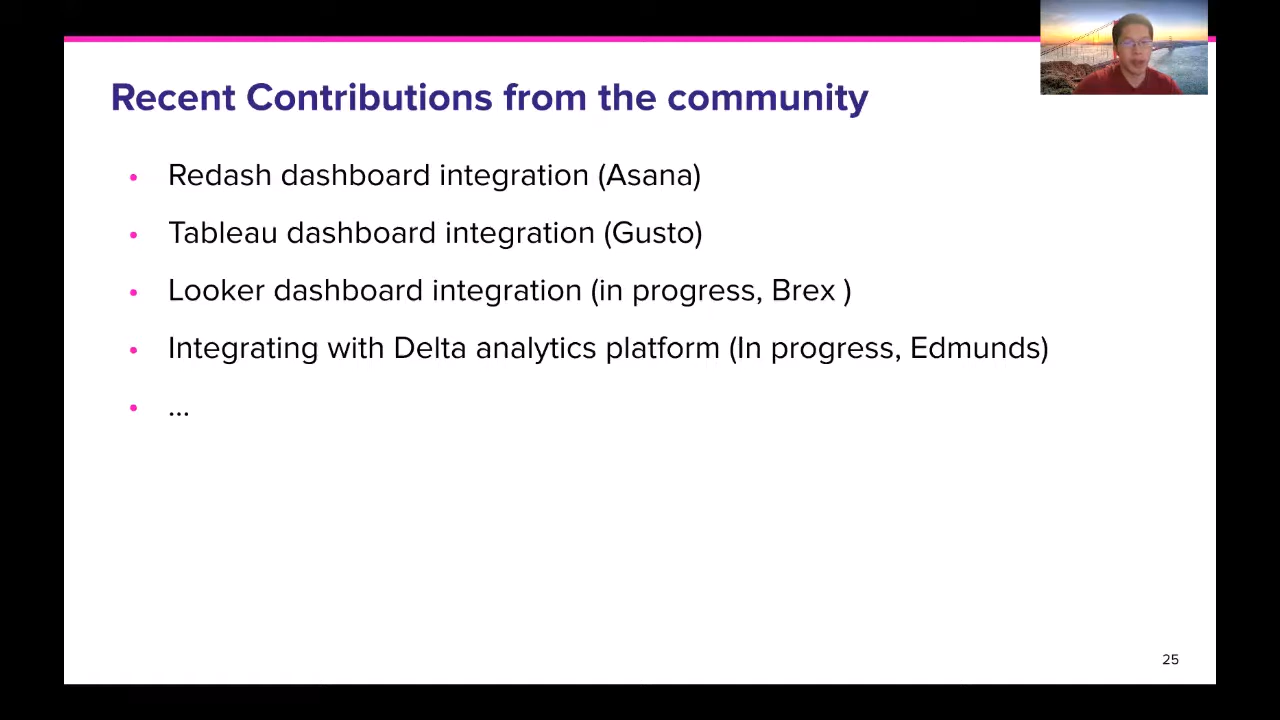 Recent Contributions from the community
• Redash dashboard integration (Asana)
• Tableau dashboard integration (Gusto)
• Looker dashboard integration (in progress, Brex )
• Integrating with Delta analytics platform (In progress, Edmunds)
• ...
25